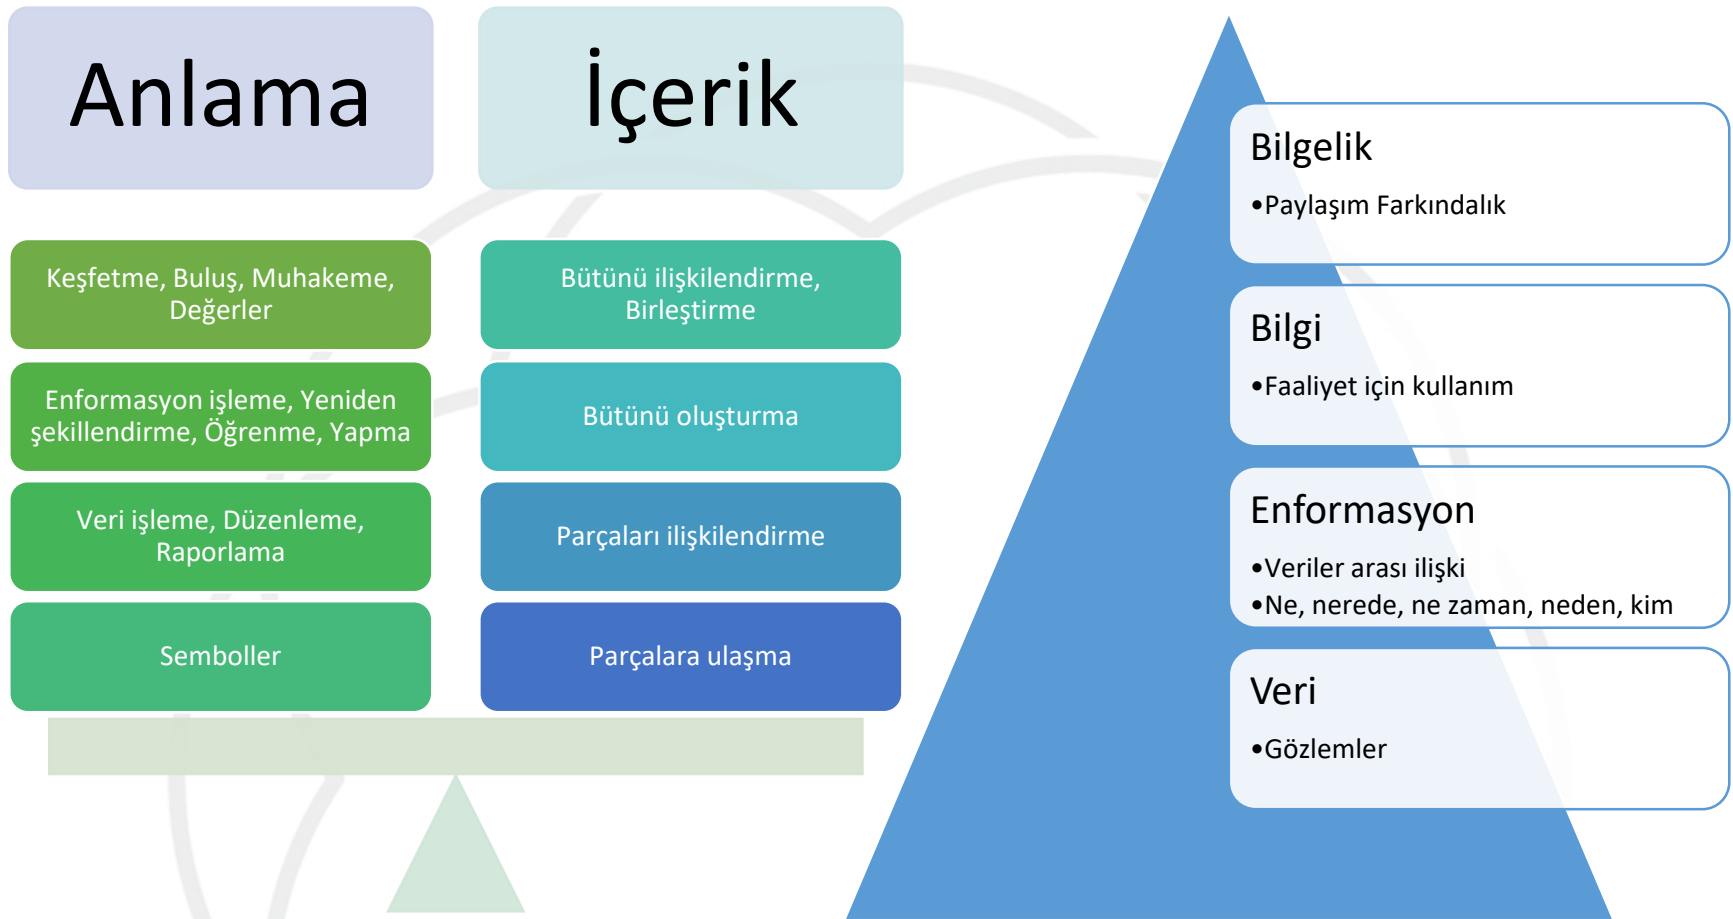 Anlama
İçerik
Keşfetme, Buluş, Muhakeme,
Değerler
Bütünü ilişkilendirme,
Birleştirme
Enformasyon işleme, Yeniden
şekillendirme, Öğrenme, Yapma
Bütünü oluşturma
Veri işleme, Düzenleme,
Raporlama
Parçaları ilişkilendirme
Semboller
Parçalara ulaşma
Bilgelik
•Paylaşım Farkındalık
Bilgi
•Faaliyet için kullanım
Enformasyon
•Veriler arası ilişki
•Ne, nerede, ne zaman, neden, kim
Veri
•Gözlemler